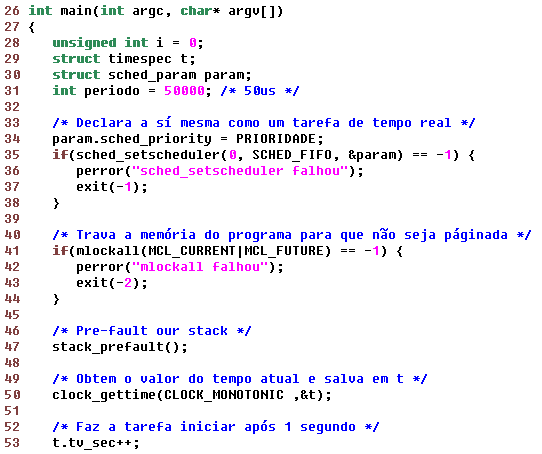 26 int main(int argc, char* argv[])
27 {
28    unsigned int i = 0;
29    struct timespec t;
30    struct sched_param param;
31    int periodo = 50000; /* 50us */
32
33    /* Declara a sí mesma como um tarefa de tempo real */
34    param.sched_priority = PRIORIDADE;
35    if(sched_setscheduler(0, SCHED_FIFO, &param) == -1) {
36       perror("sched_setscheduler falhou");
37       exit(-1);
38    }
39
40    /* Trava a memória do programa para que não seja páginada */
41    if(mlockall(MCL_CURRENT|MCL_FUTURE) == -1) {
42       perror("mlockall falhou");
43       exit(-2);
44    }
45
46    /* Pre-fault our stack */
47    stack_prefault();
48
49    /* Obtem o valor do tempo atual e salva em t */
50    clock_gettime(CLOCK_MONOTONIC ,&t);
51
52    /* Faz a tarefa iniciar após 1 segundo */
53    t.tv_sec++;